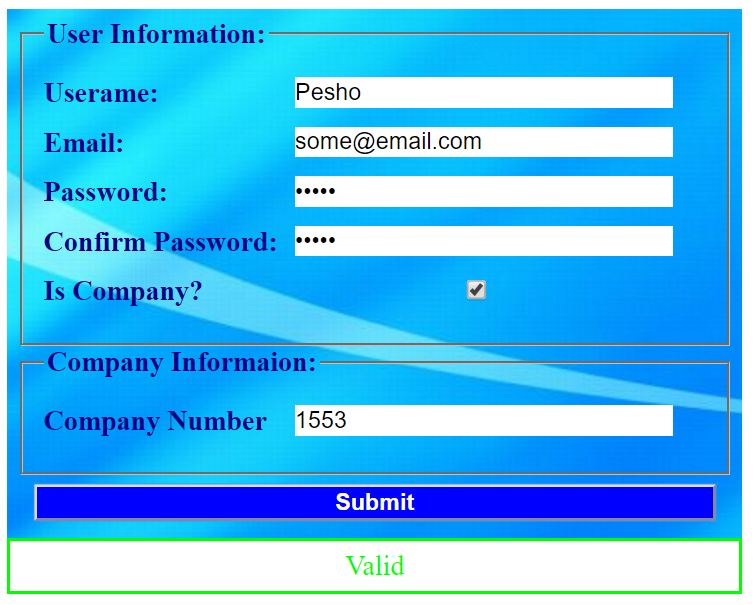 User Information:
Userame: Pesho
Email: some@email.com
Password: •••••
Confirm Password: •••••
Is Company?
Company Informaion:
Company Number 1553
Submit
Valid